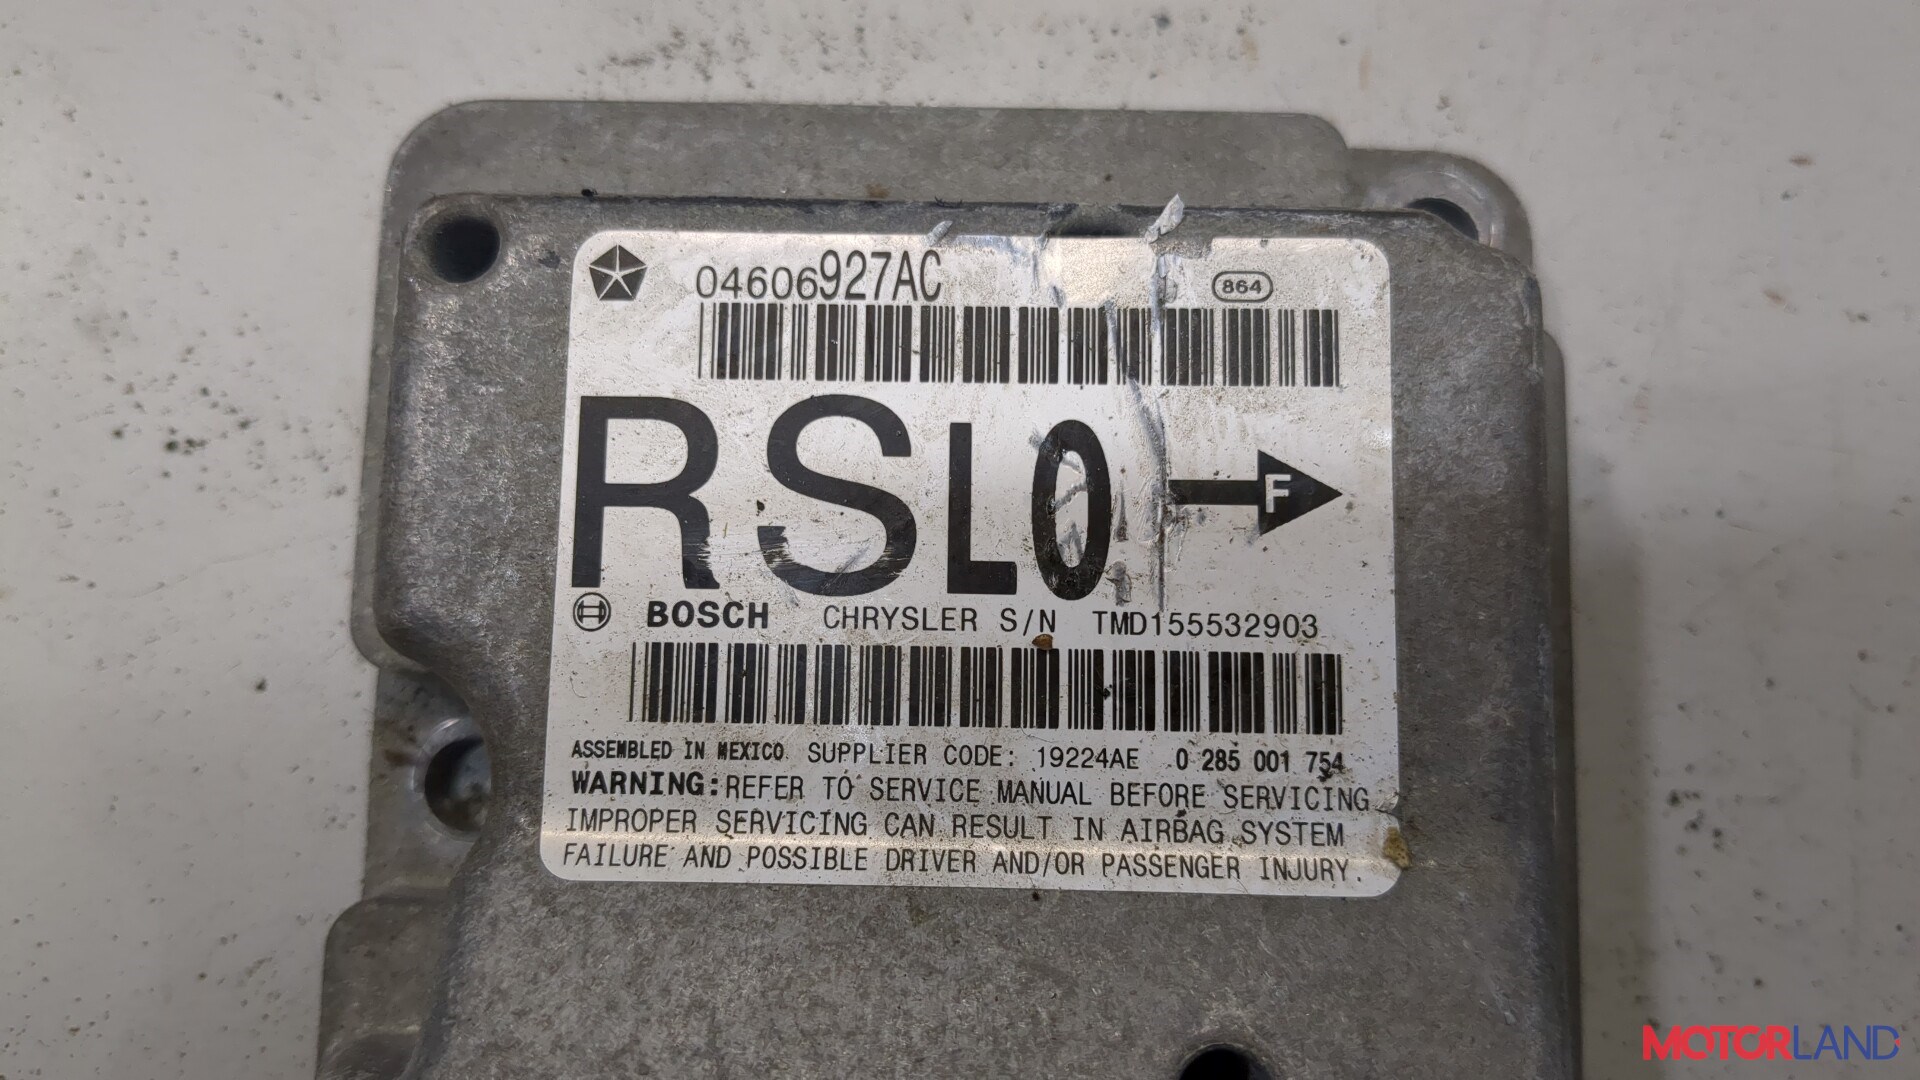 04606927AC 864
RSL0 F
BOSCH CHRYSLER S/N TMD155532903
ASSEMBLED IN MEXICO SUPPLIER CODE: 19224AE 0 285 001 754
WARNING:REFER TO SERVICE MANUAL BEFORE SERVICING
IMPROPER SERVICING CAN RESULT IN AIRBAG SYSTEM
FAILURE AND POSSIBLE DRIVER AND/OR PASSENGER INJURY.
MOTORLAND